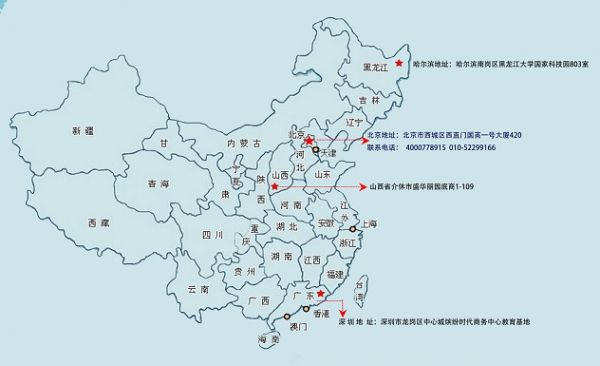 黑龙江
哈尔滨地址：哈尔滨南岗区黑龙江大学国家科技园803室
吉林
辽宁
新疆
甘
肃
内蒙古
北京
北京地址：北京市西城区西直门国英一号大厦420
联系电话： 4000778915 010-52299166
天津
河
北
山西
山东
宁
夏
陕
西
青海
山西省介休市盛华丽园底商1-109
河南
江
苏
西藏
安徽
上海
四川
重
庆
湖北
浙江
湖南
江西
贵州
福建
云南
台
湾
广西
广东
香港
澳门
深圳地址：深圳市龙岗区中心城缤纷时代商务中心教育基地
海南